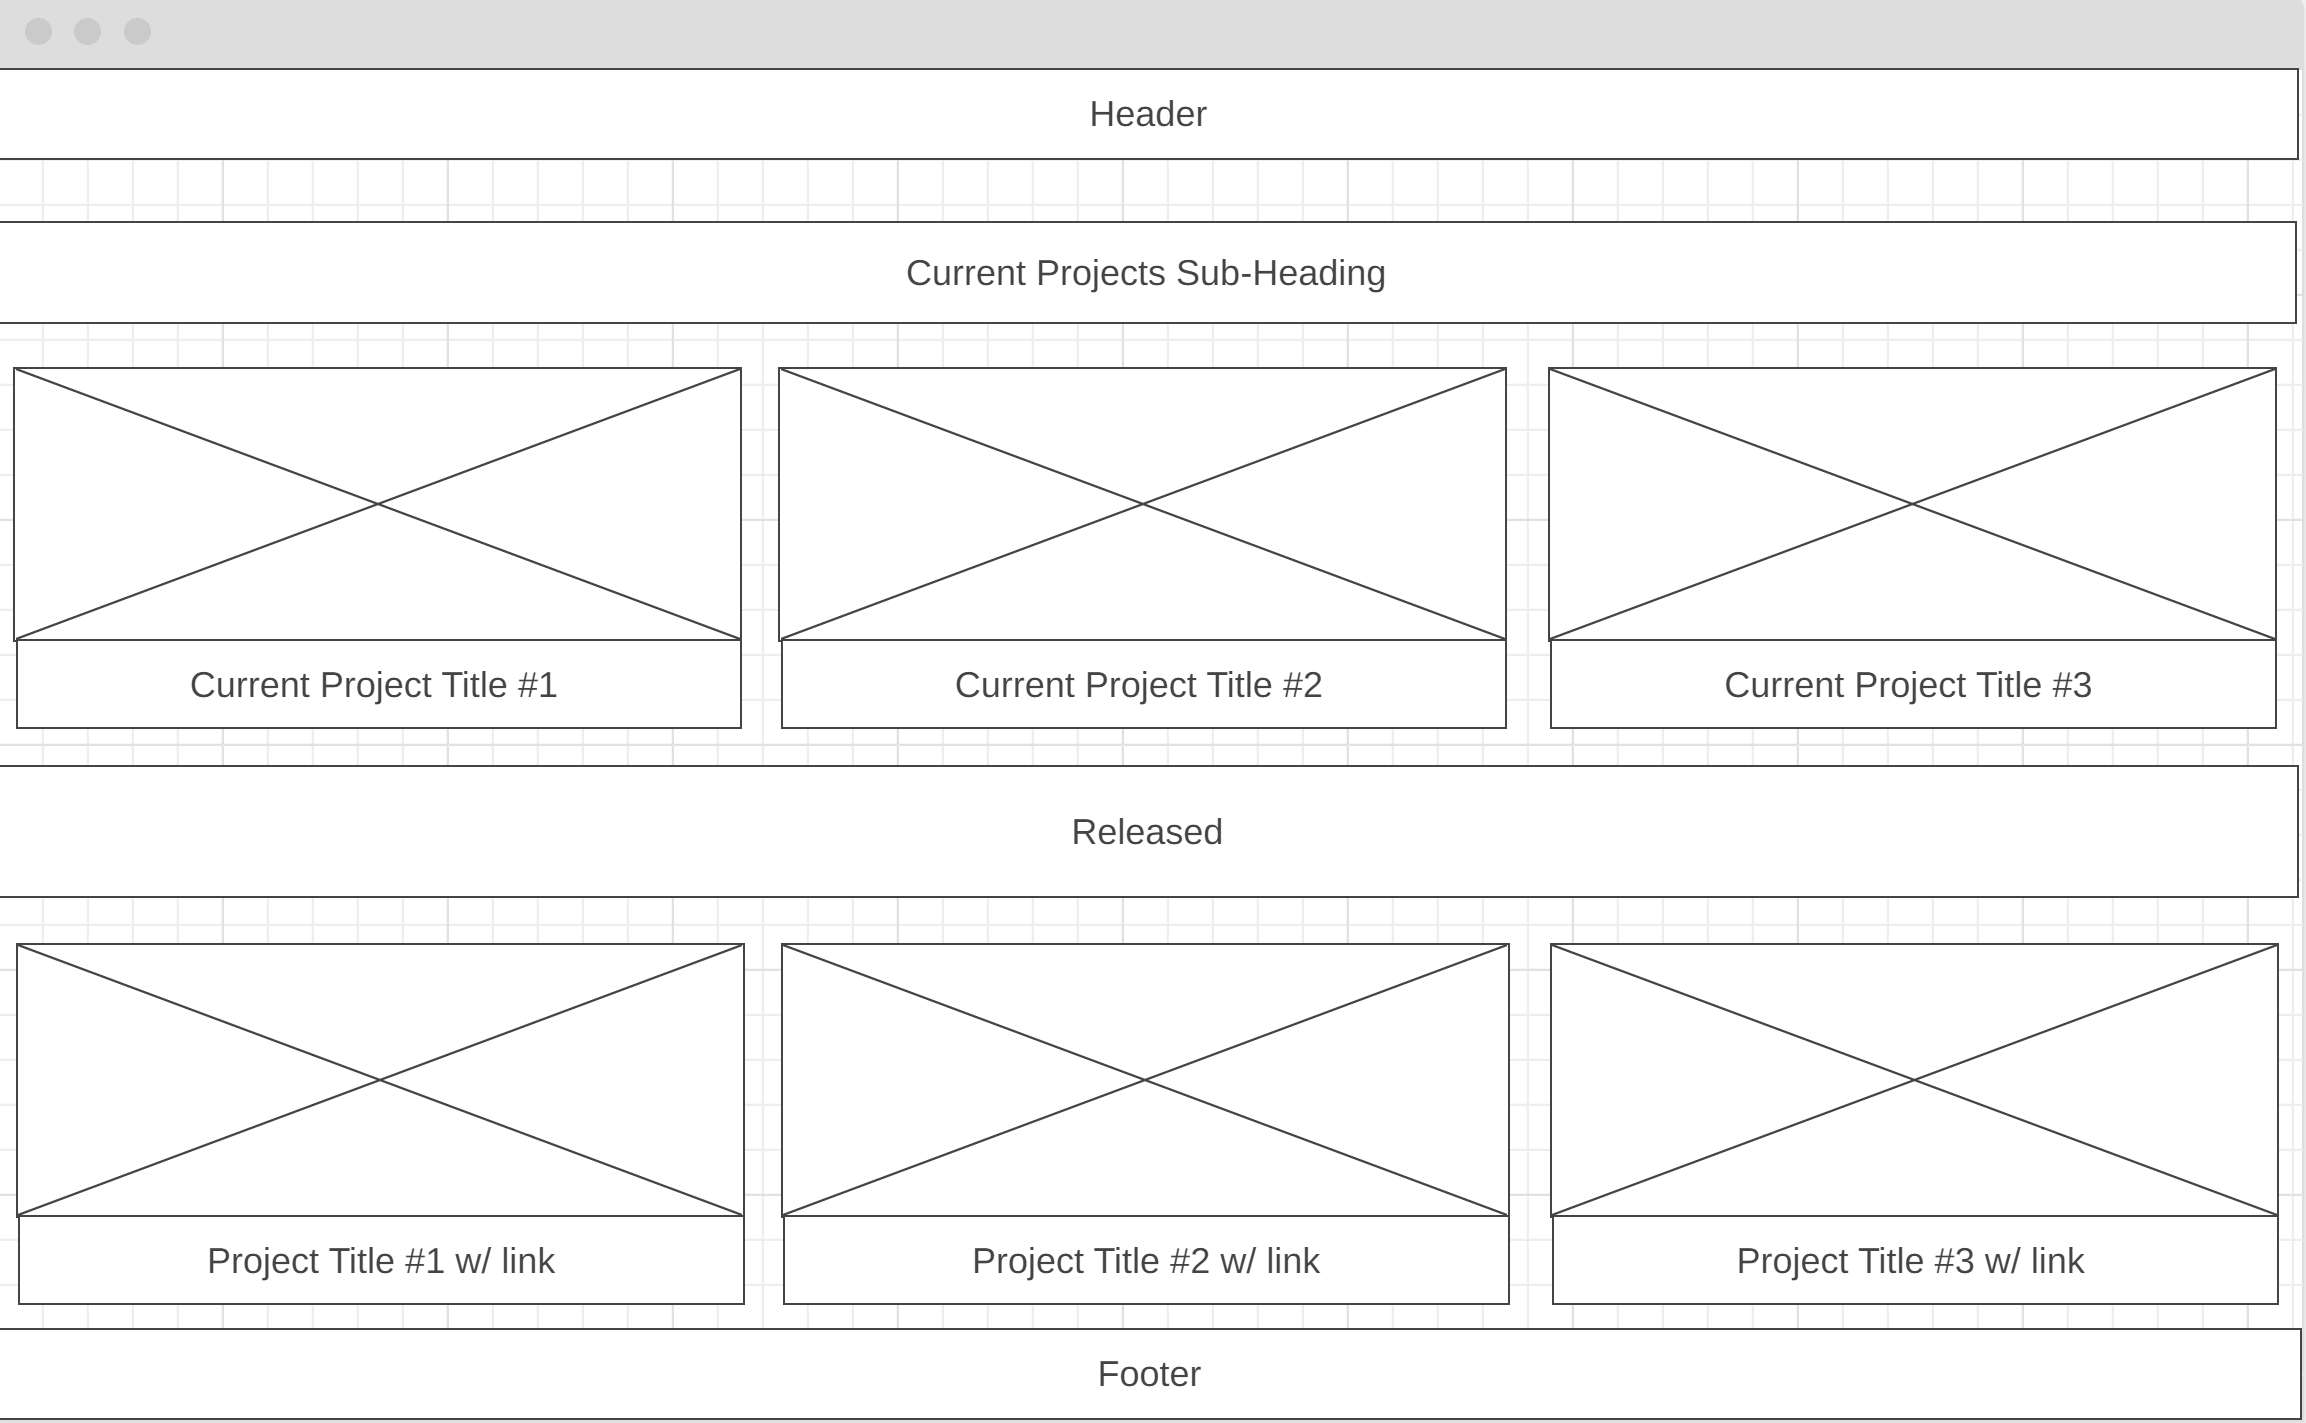 Header
Current Projects Sub-Heading
Current Project Title #1
Current Project Title #2
Current Project Title #3
Released
Project Title #1 w/ link
Project Title #2 w/ link
Project Title #3 w/ link
Footer